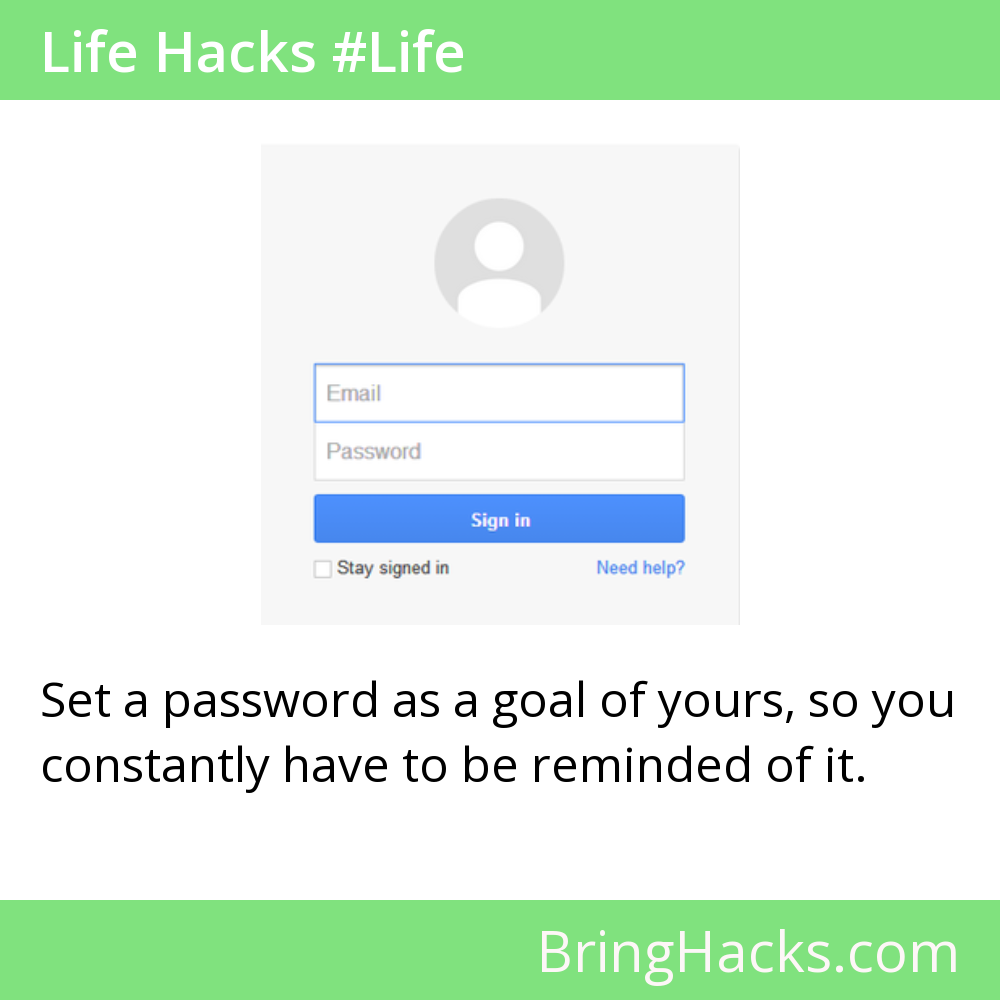 Life Hacks #Life
Email
Password
Sign in
Stay signed in Need help?
Set a password as a goal of yours, so you
constantly have to be reminded of it.
BringHacks.com